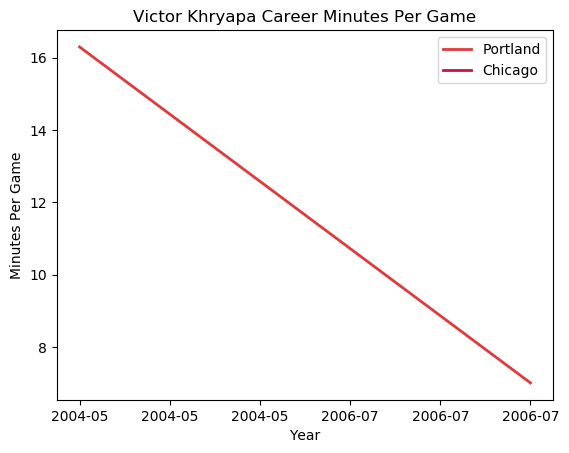 Victor Khryapa Career Minutes Per Game
Portland
Chicago
16
14
12
10
8
Minutes Per Game
2004-05 2004-05 2004-05 2006-07 2006-07 2006-07
Year